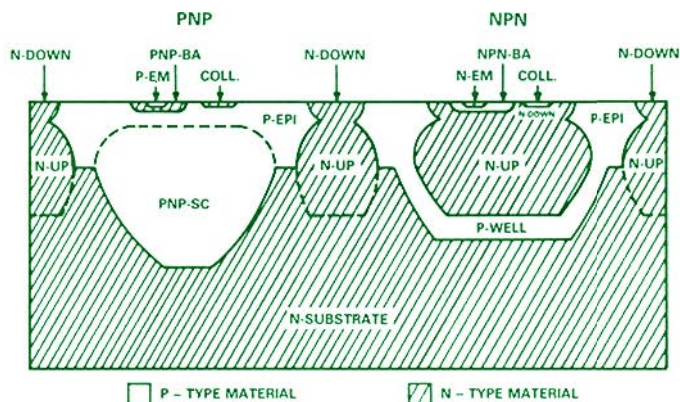 PNP NPN
N-DOWN PNP-BA N-DOWN NPN-BA N-DOWN
P-EM COLL. N-EM COLL.
P-EPI N-DOWN P-EPI
N-UP N-UP N-UP N-UP
PNP-SC
P-WELL
N-SUBSTRATE
P - TYPE MATERIAL N - TYPE MATERIAL